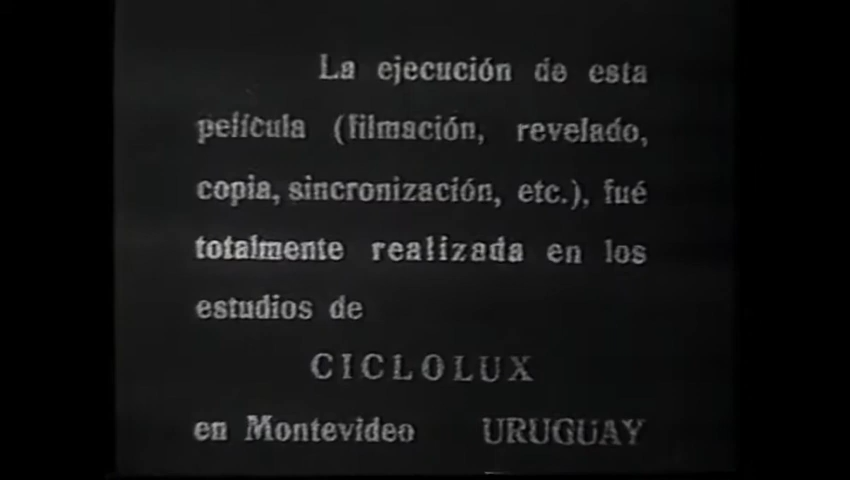 La ejecución de esta
película (filmación, revelado,
copia, sincronización, etc.), fué
totalmente realizada en los
estudios de
CICLOLUX
en Montevideo URUGUAY